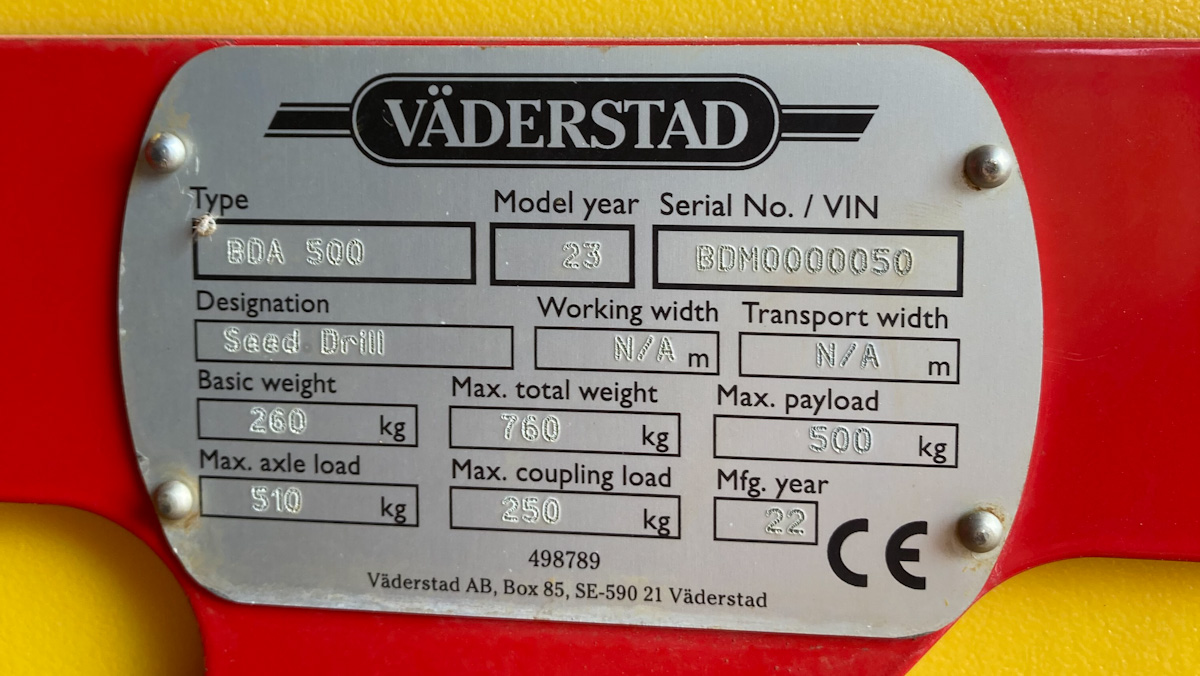 VÄDERSTAD
Type Model year Serial No. / VIN
BDA 500 23 BDM0000050
Designation Working width Transport width
Seed Drill N/A m N/A m
Basic weight Max. total weight Max. payload
260 kg 760 kg 500 kg
Max. axle load Max. coupling load Mfg. year
510 kg 250 kg 22 CE
498789
Väderstad AB, Box 85, SE-590 21 Väderstad